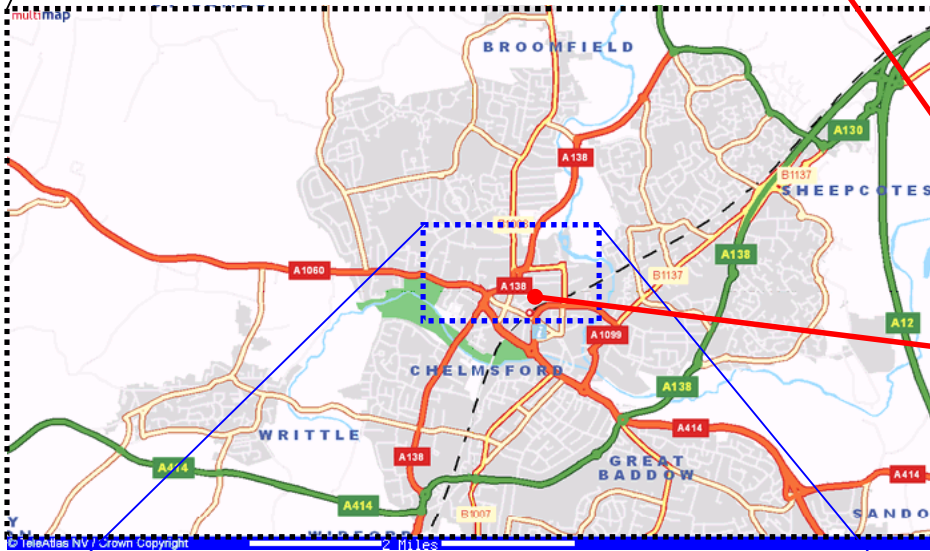 multimap
BROOMFIELD
A130
A138
B1137
SHEEPCOTES
A138
B1137
A1060
A138
A12
A1099
CHELMSFORD
A138
A414
WRITTLE
A138
GREAT
BADDOW
A414
A414
A414
B1007
SANDO
Y
© TeleAtlas NV / Crown Copyright
2 Miles